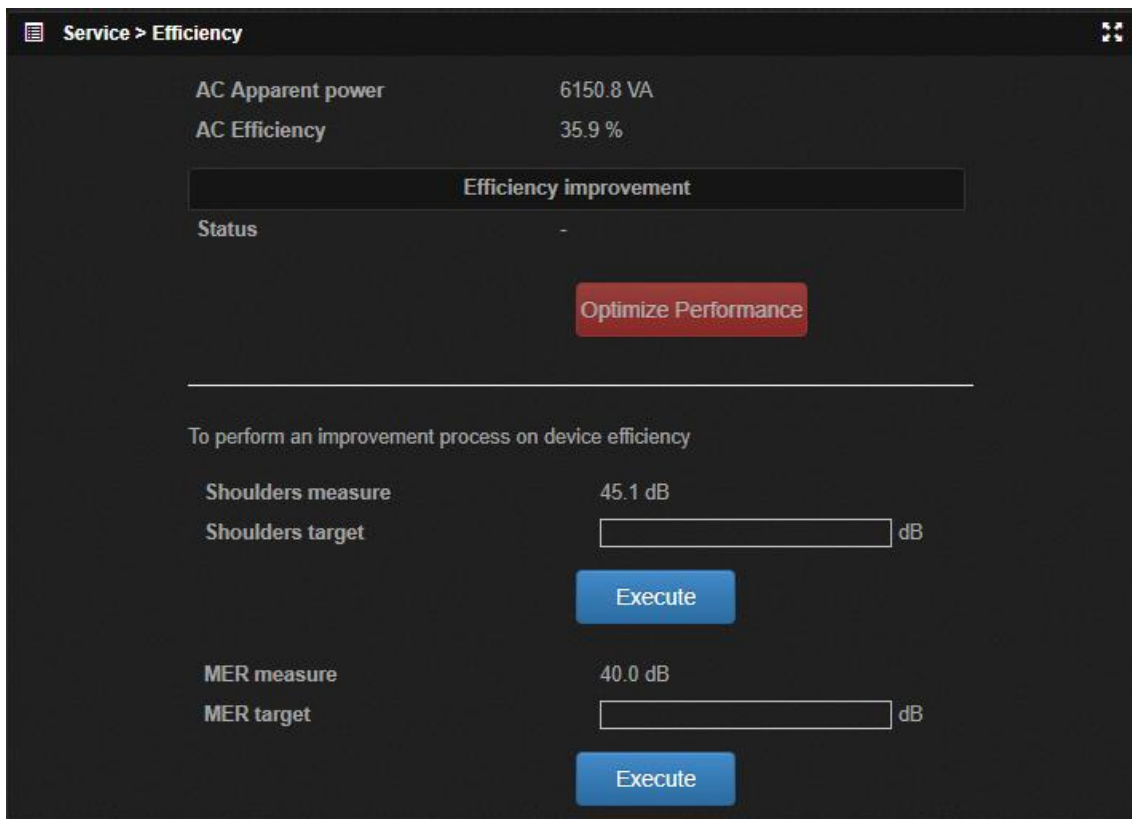 Service > Efficiency
AC Apparent power 6150.8 VA
AC Efficiency 35.9 %
Efficiency improvement
Status -
Optimize Performance
To perform an improvement process on device efficiency
Shoulders measure 45.1 dB
Shoulders target dB
Execute
MER measure 40.0 dB
MER target dB
Execute